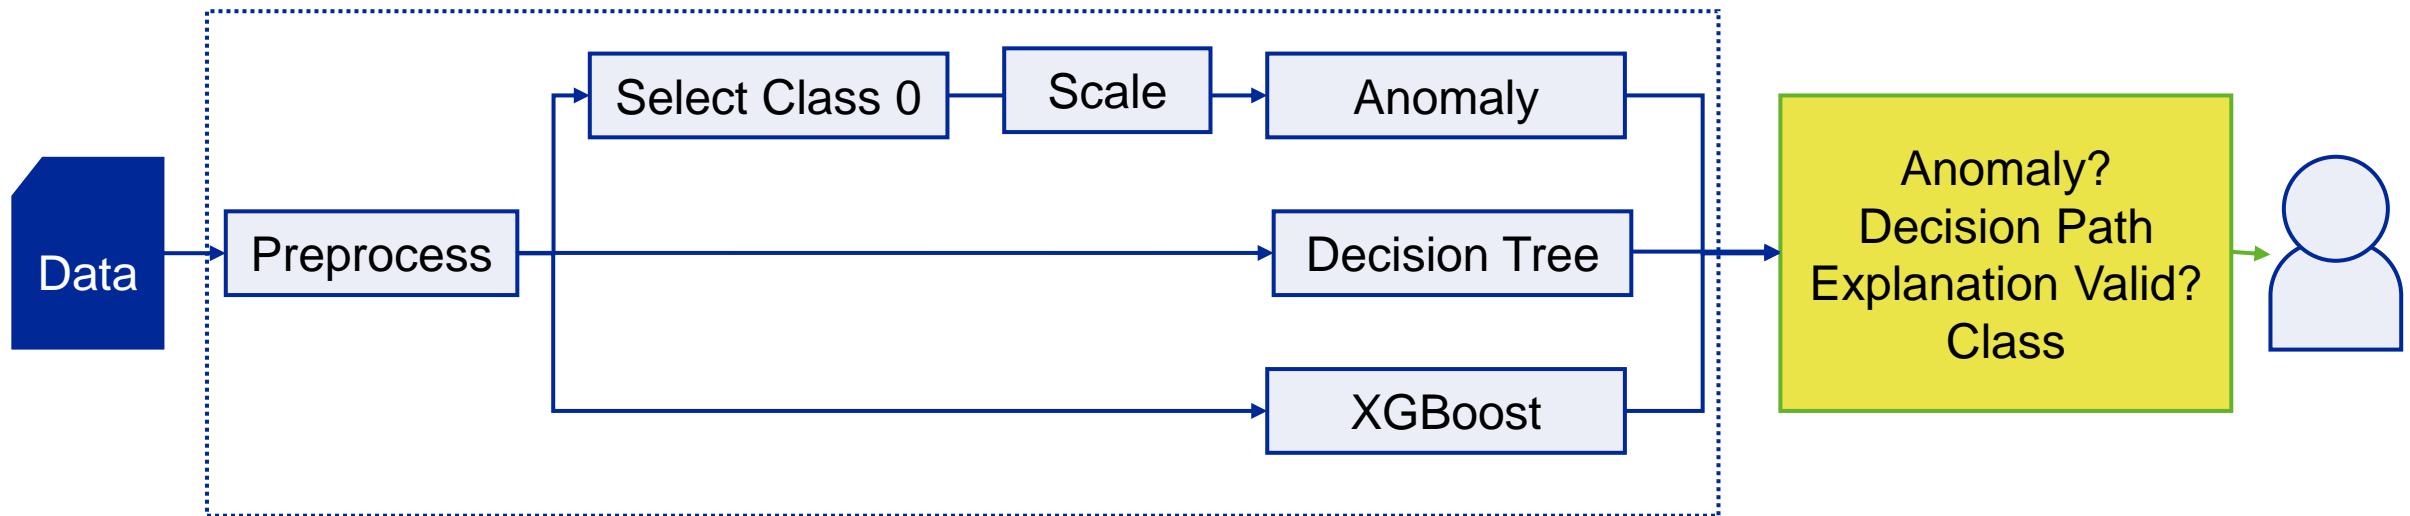 Data
Preprocess
Select Class 0
Scale
Anomaly
Decision Tree
XGBoost
Anomaly?
Decision Path
Explanation Valid?
Class